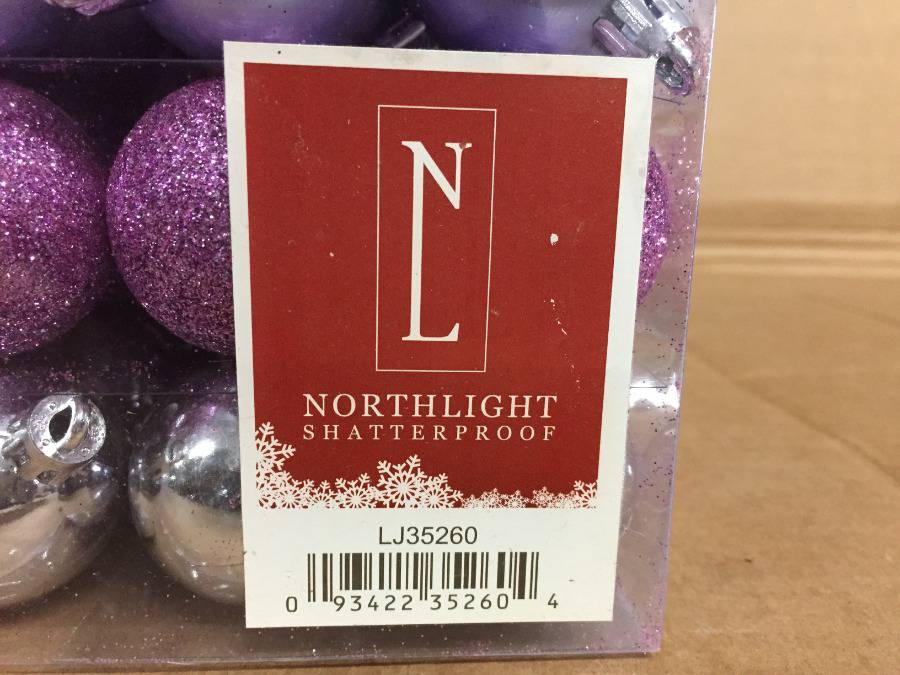 NL
NORTHLIGHT
SHATTERPROOF
LJ35260
0 93422 35260 4